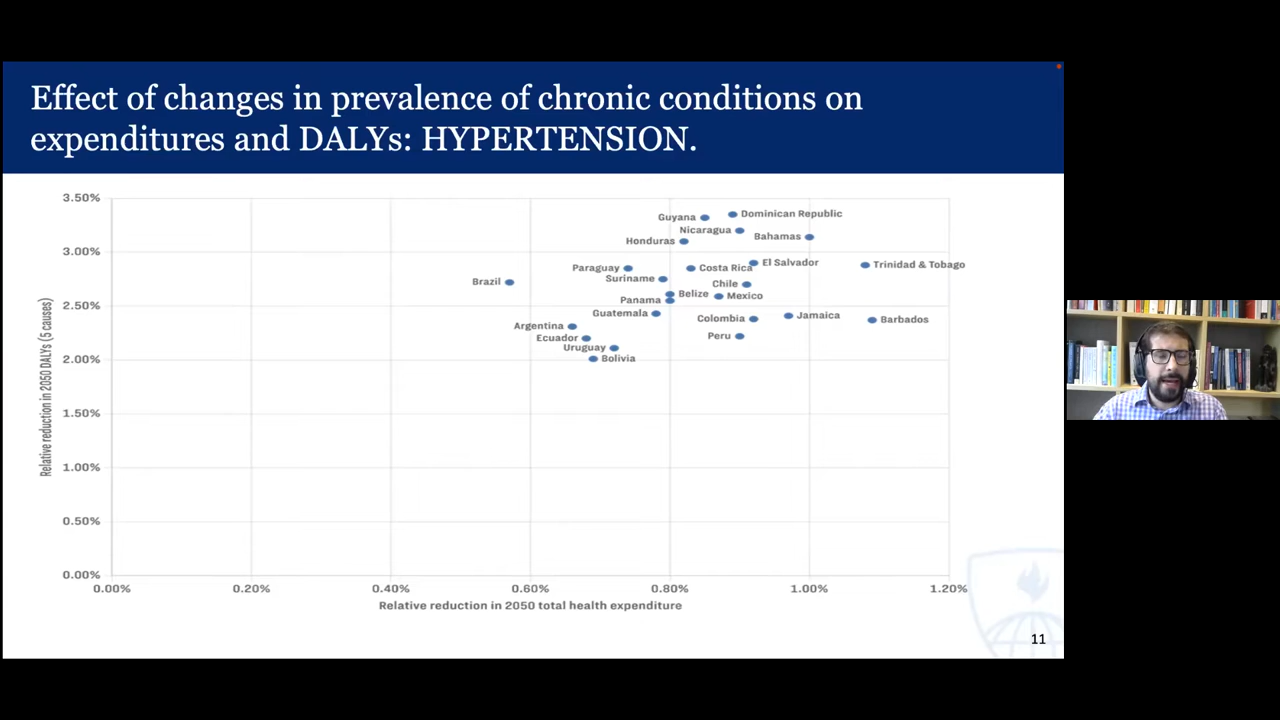 Effect of changes in prevalence of chronic conditions on
expenditures and DALYs: HYPERTENSION.
3.50%
3.00%
2.50%
2.00%
1.50%
1.00%
0.50%
0.00%
Relative reduction in 2050 DALYs (5 causes)
Guyana
Dominican Republic
Nicaragua
Bahamas
Honduras
El Salvador
Trinidad & Tobago
Paraguay
Costa Rica
Suriname
Brazil
Chile
Belize
Mexico
Panama
Guatemala
Colombia
Jamaica
Barbados
Argentina
Ecuador
Peru
Uruguay
Bolivia
0.00%
0.20%
0.40%
0.60%
0.80%
1.00%
1.20%
Relative reduction in 2050 total health expenditure
11